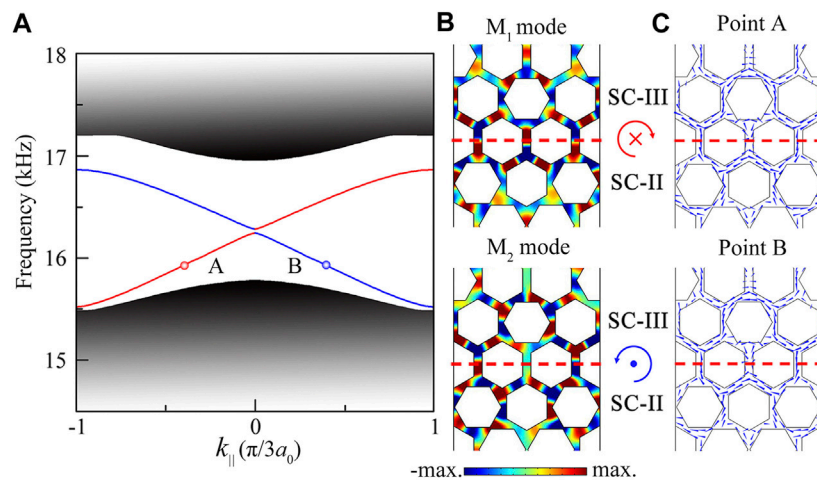 A
18
17
16
15
Frequency (kHz)
A
B
-1
0
1
k|| (π/3a₀)
B
M₁ mode
SC-III
SC-II
M₂ mode
SC-III
SC-II
-max.
max.
C
Point A
Point B